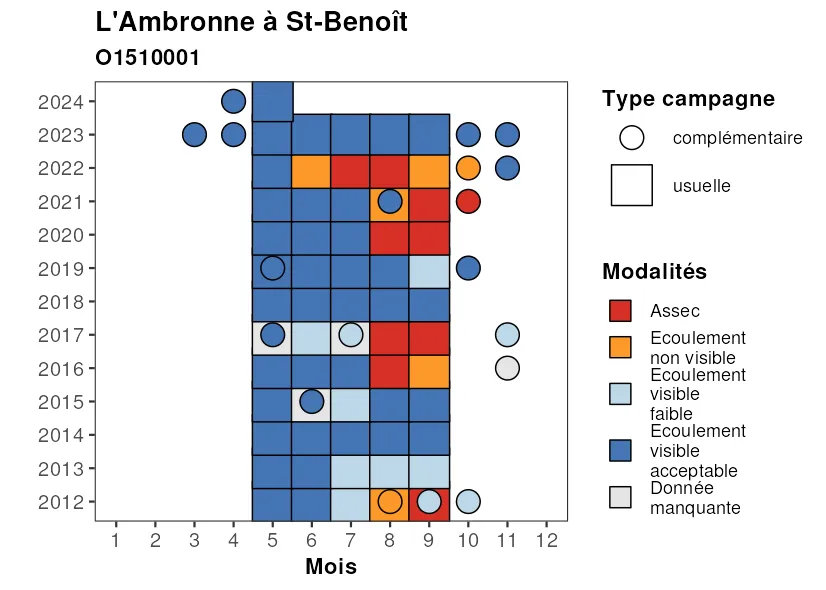 L'Ambronne à St-Benoît
O1510001
2024
2023
2022
2021
2020
2019
2018
2017
2016
2015
2014
2013
2012
1 2 3 4 5 6 7 8 9 10 11 12
Mois
Type campagne
complémentaire
usuelle
Modalités
Assec
Ecoulement
non visible
Ecoulement
visible
faible
Ecoulement
visible
acceptable
Donnée
manquante